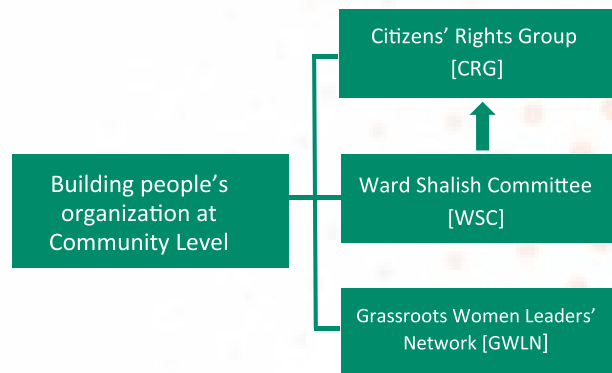 Citizens' Rights Group
[CRG]
Building people's
organization at
Community Level
Ward Shalish Committee
[WSC]
Grassroots Women Leaders'
Network [GWLN]